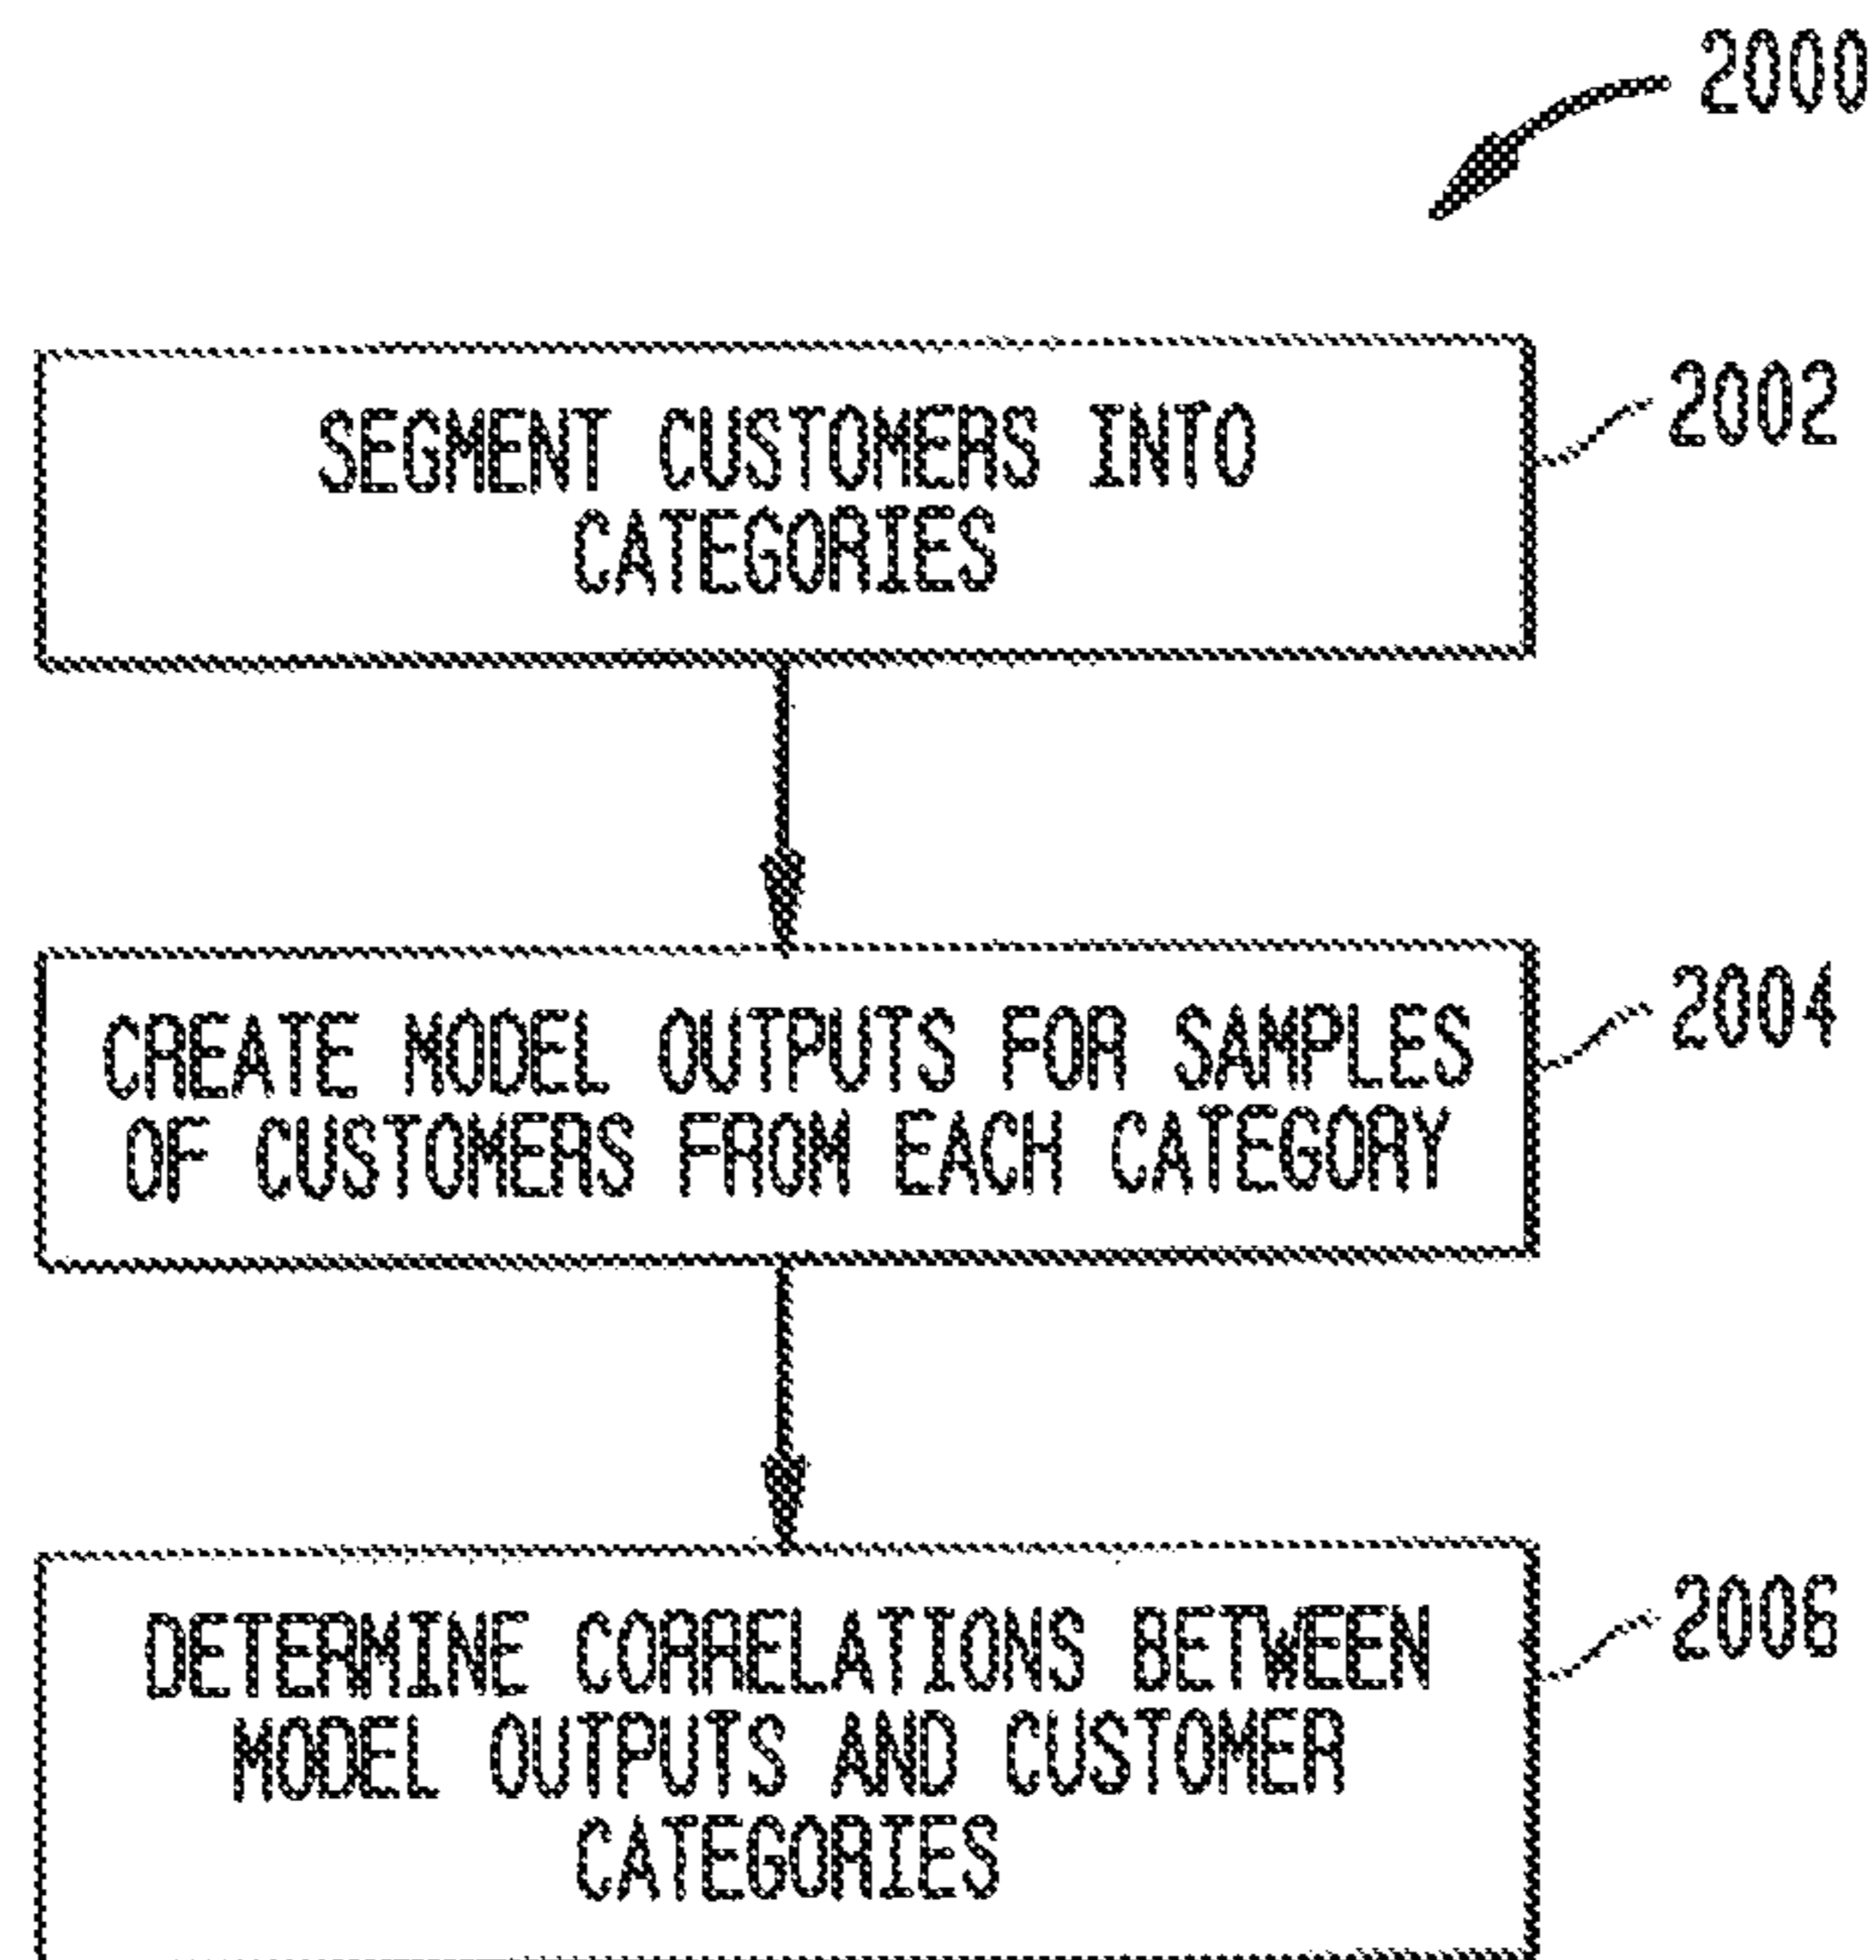 2000
SEGMENT CUSTOMERS INTO
CATEGORIES
2002
CREATE MODEL OUTPUTS FOR SAMPLES
OF CUSTOMERS FROM EACH CATEGORY
2004
DETERMINE CORRELATIONS BETWEEN
MODEL OUTPUTS AND CUSTOMER
CATEGORIES
2006